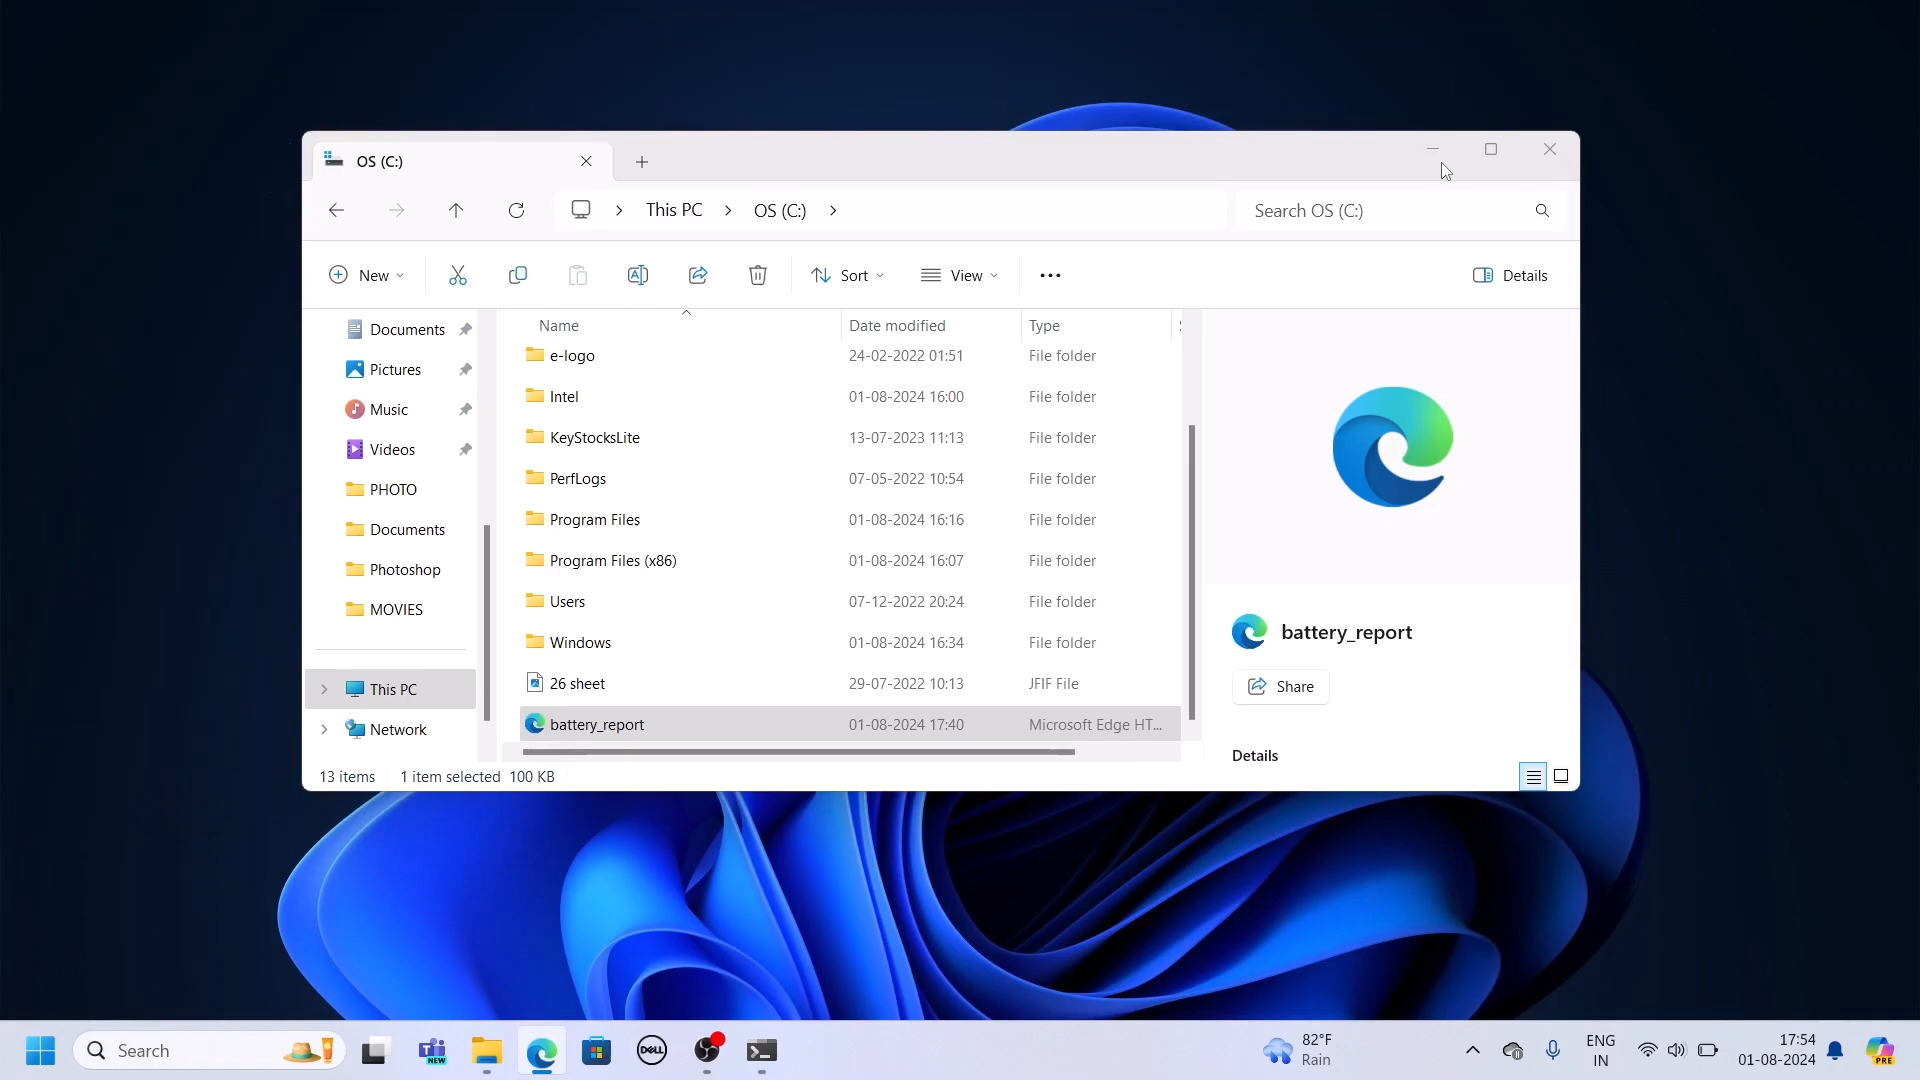 OS (C:)
This PC
OS (C:)
Search OS (C:)
New
Sort
View
Details
Documents
Pictures
Music
Videos
PHOTO
Documents
Photoshop
MOVIES
This PC
Network
Name Date modified Type
e-logo 24-02-2022 01:51 File folder
Intel 01-08-2024 16:00 File folder
KeyStocksLite 13-07-2023 11:13 File folder
PerfLogs 07-05-2022 10:54 File folder
Program Files 01-08-2024 16:16 File folder
Program Files (x86) 01-08-2024 16:07 File folder
Users 07-12-2022 20:24 File folder
Windows 01-08-2024 16:34 File folder
26 sheet 29-07-2022 10:13 JFIF File
battery_report 01-08-2024 17:40 Microsoft Edge HT...
battery_report
Share
Details
13 items 1 item selected 100 KB
Search
NEW
DELL
82°F
Rain
ENG
IN
17:54
01-08-2024
PRE